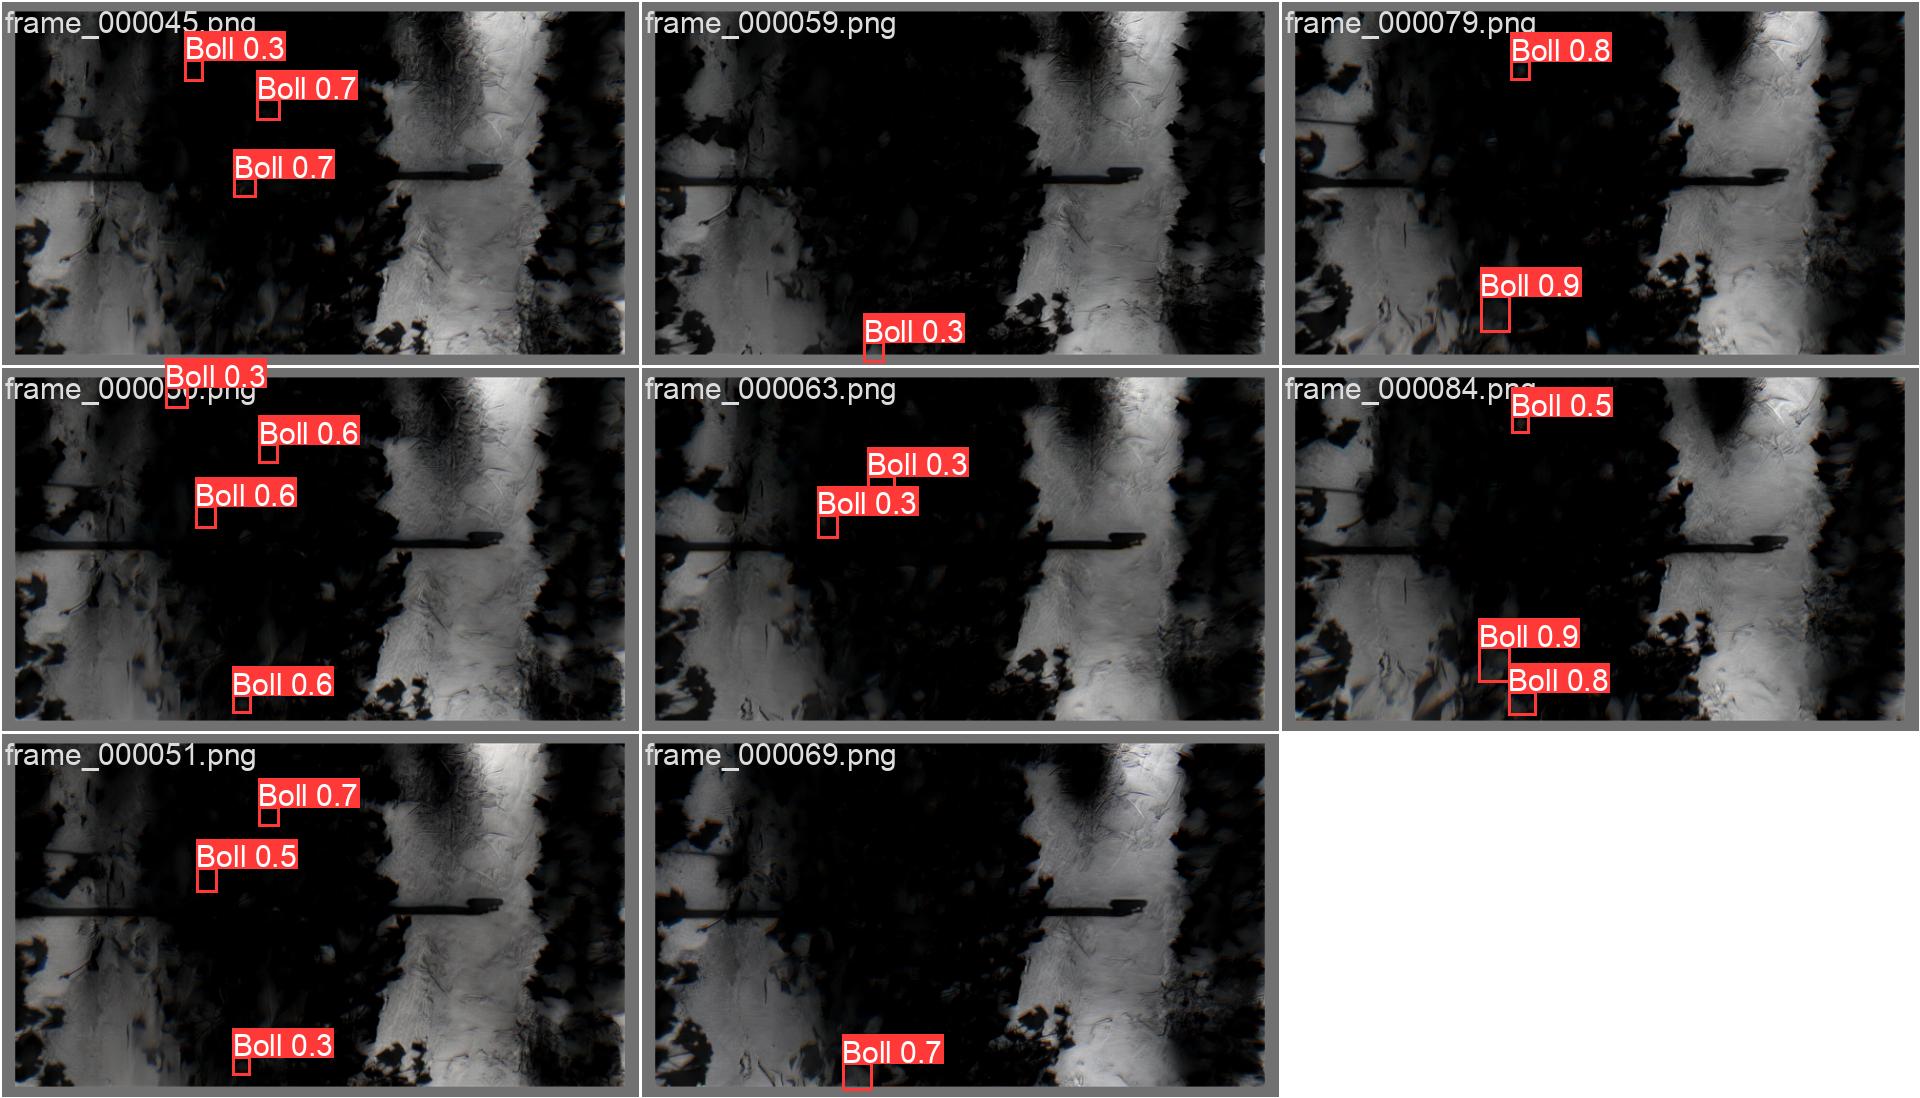 frame_000045.png
Boll 0.3
Boll 0.7
Boll 0.7
frame_000059.png
Boll 0.3
frame_000079.png
Boll 0.8
Boll 0.9
Boll 0.3
Boll 0.6
Boll 0.6
Boll 0.6
frame_000063.png
Boll 0.3
Boll 0.3
frame_000084.png
Boll 0.5
Boll 0.9
Boll 0.8
frame_000051.png
Boll 0.7
Boll 0.5
Boll 0.3
frame_000069.png
Boll 0.7